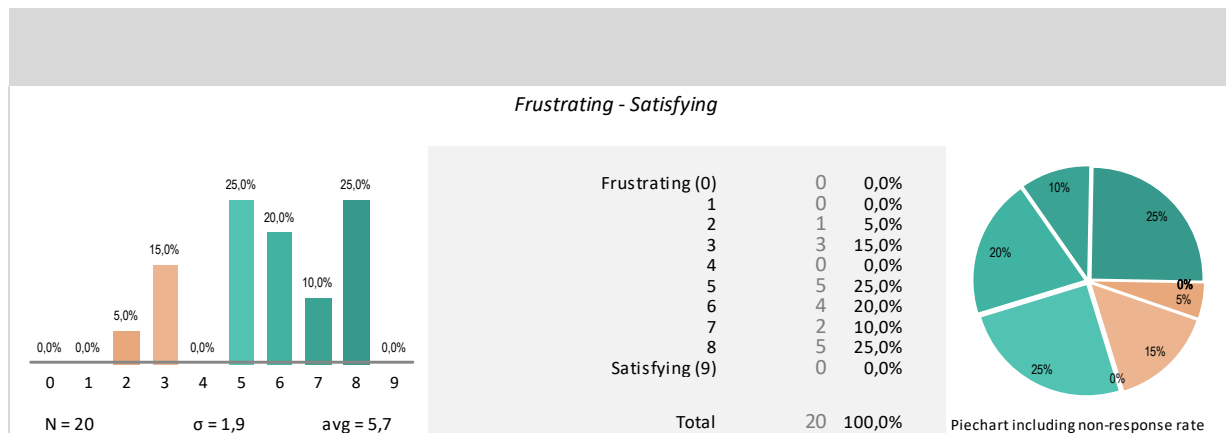 Frustrating - Satisfying
25,0% 25,0%
20,0%
15,0%
10,0%
5,0%
0,0% 0,0% 0,0% 0,0%
0 1 2 3 4 5 6 7 8 9
N = 20 σ = 1,9 avg = 5,7
Frustrating (0) 0 0,0%
1 0 0,0%
2 1 5,0%
3 3 15,0%
4 0 0,0%
5 5 25,0%
6 4 20,0%
7 2 10,0%
8 5 25,0%
Satisfying (9) 0 0,0%
Total 20 100,0%
10%
25%
20%
0%
5%
15%
25%
0%
Piechart including non-response rate